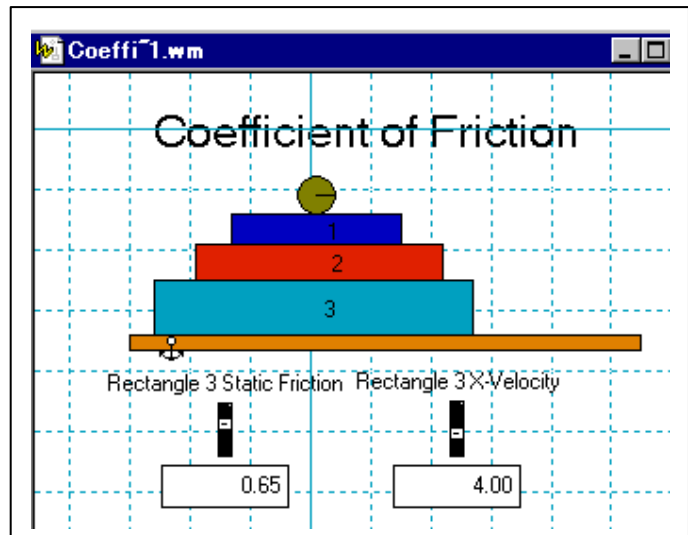 Coeffi~1.wm
Coefficient of Friction
1
2
3
Rectangle 3 Static Friction Rectangle 3 X-Velocity
0.65 4.00